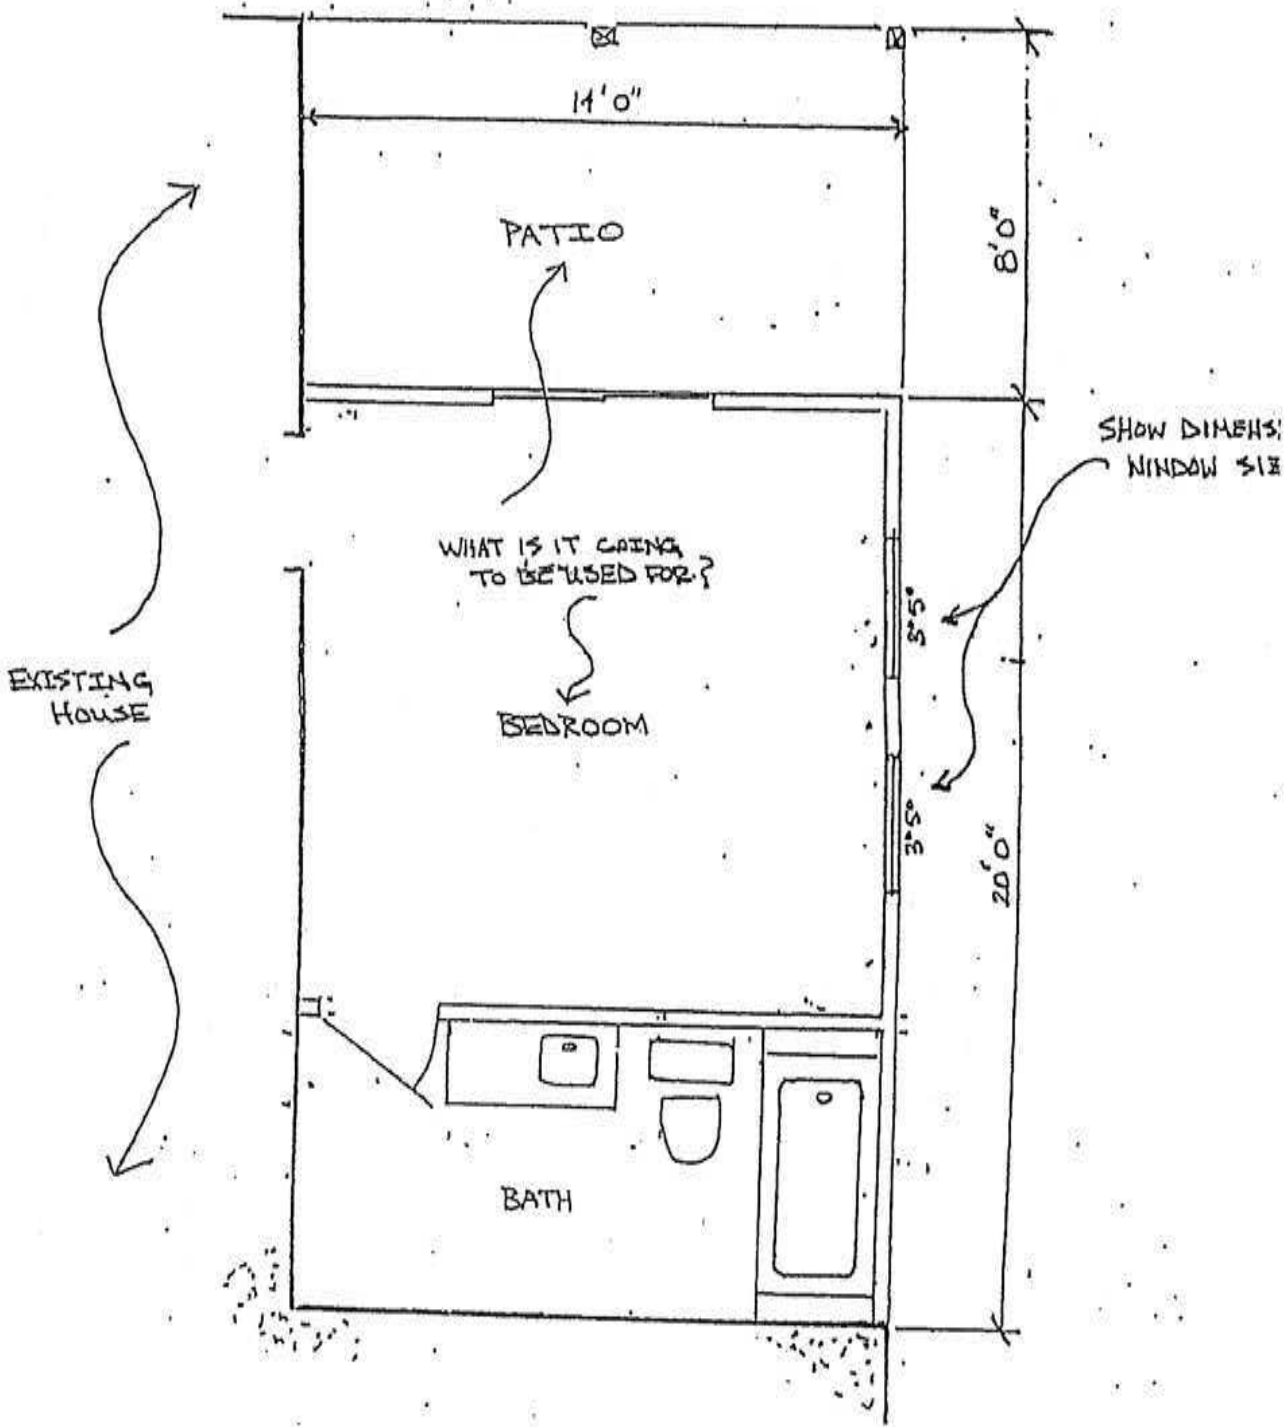 14'0"
PATIO
8'0"
SHOW DIMENS
WINDOW SIZ
WHAT IS IT GOING
TO BE USED FOR?
3°5°
EXISTING
HOUSE
BEDROOM
3°5°
20'0"
BATH